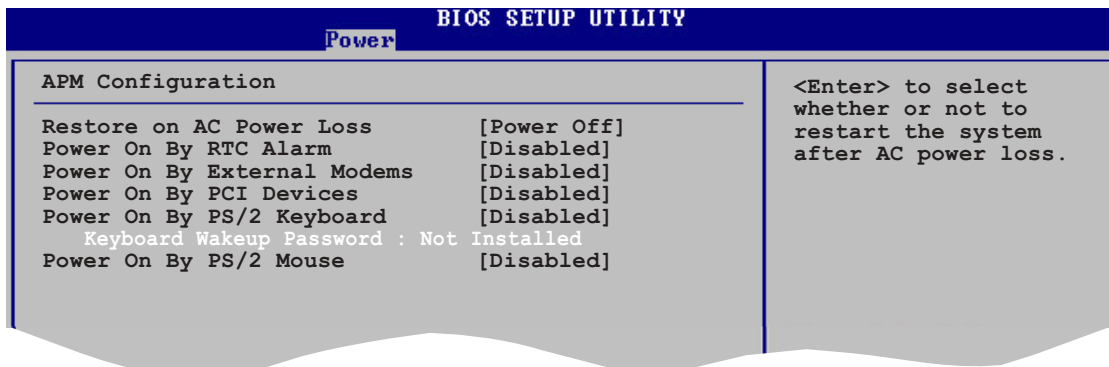 BIOS SETUP UTILITY
Power
APM Configuration
Restore on AC Power Loss [Power Off]
Power On By RTC Alarm [Disabled]
Power On By External Modems [Disabled]
Power On By PCI Devices [Disabled]
Power On By PS/2 Keyboard [Disabled]
Keyboard Wakeup Password : Not Installed
Power On By PS/2 Mouse [Disabled]
<Enter> to select
whether or not to
restart the system
after AC power loss.